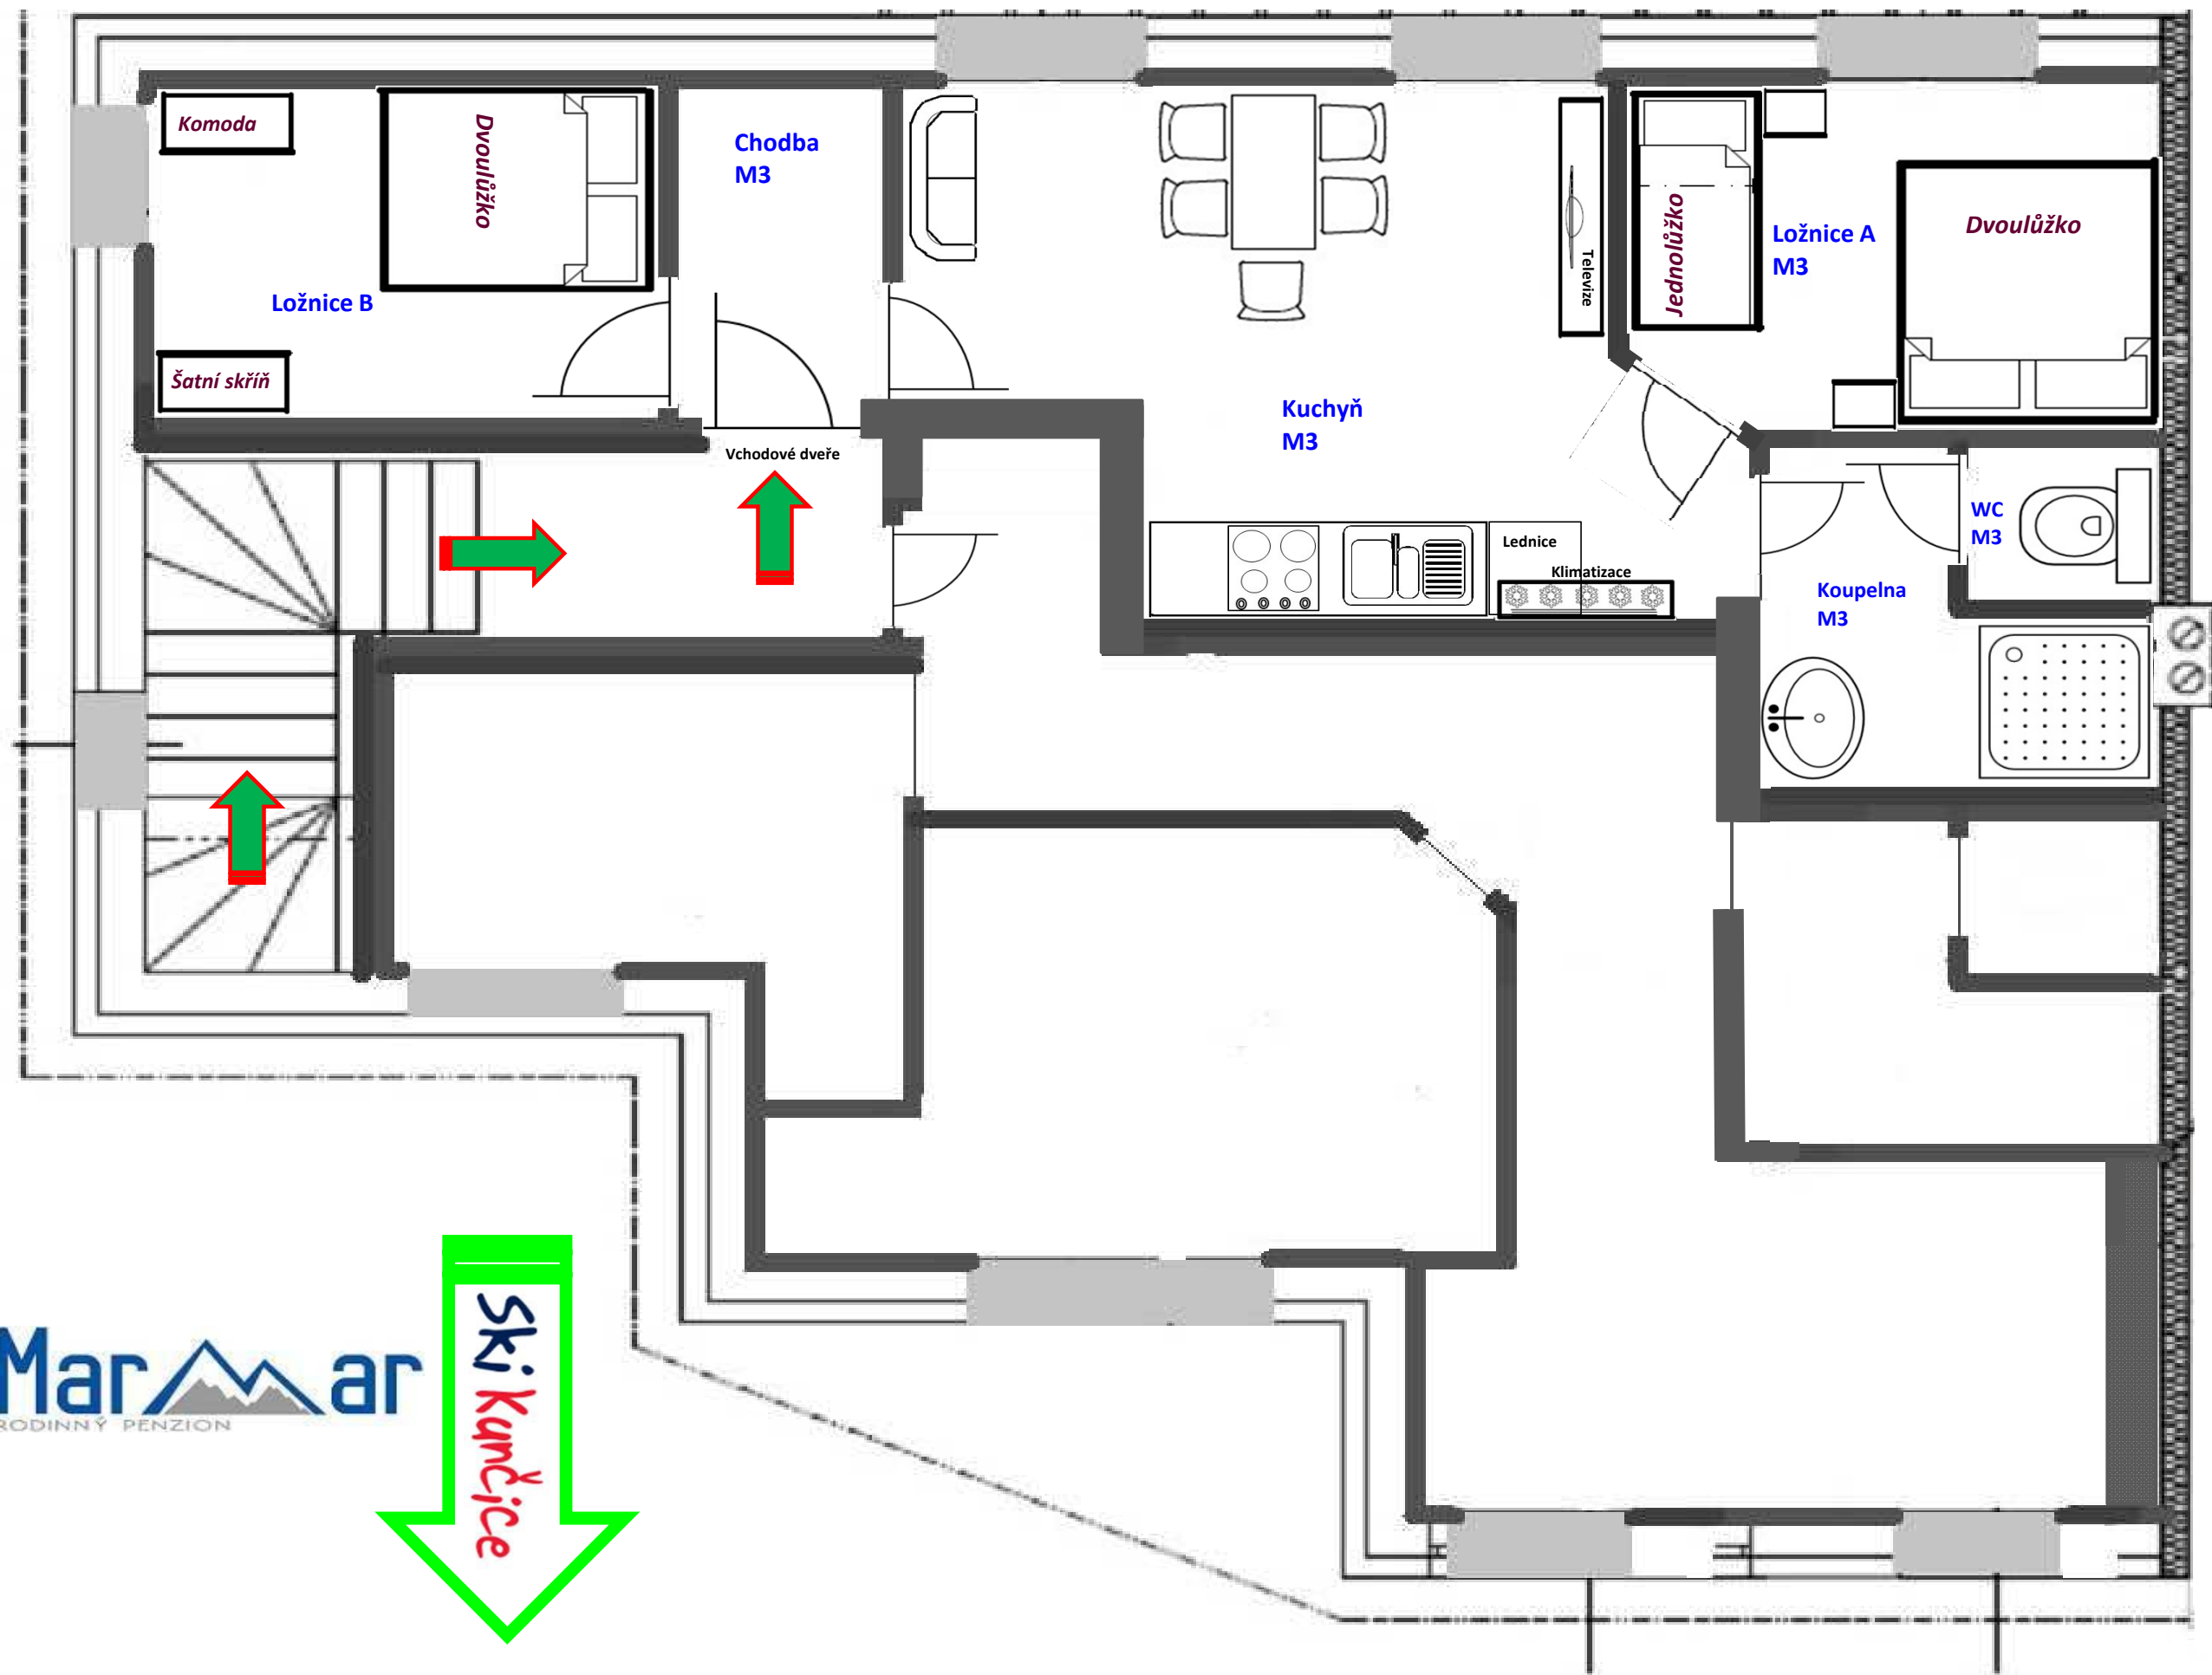 Komoda
Dvoulůžko
Chodba
M3
Ložnice B
Šatní skříň
Vchodové dveře
Televize
Jednolůžko
Ložnice A
M3
Dvoulůžko
Kuchyň
M3
Lednice
Klimatizace
WC
M3
Koupelna
M3
MarMar
RODINNÝ PENZION
Ski Kunčice